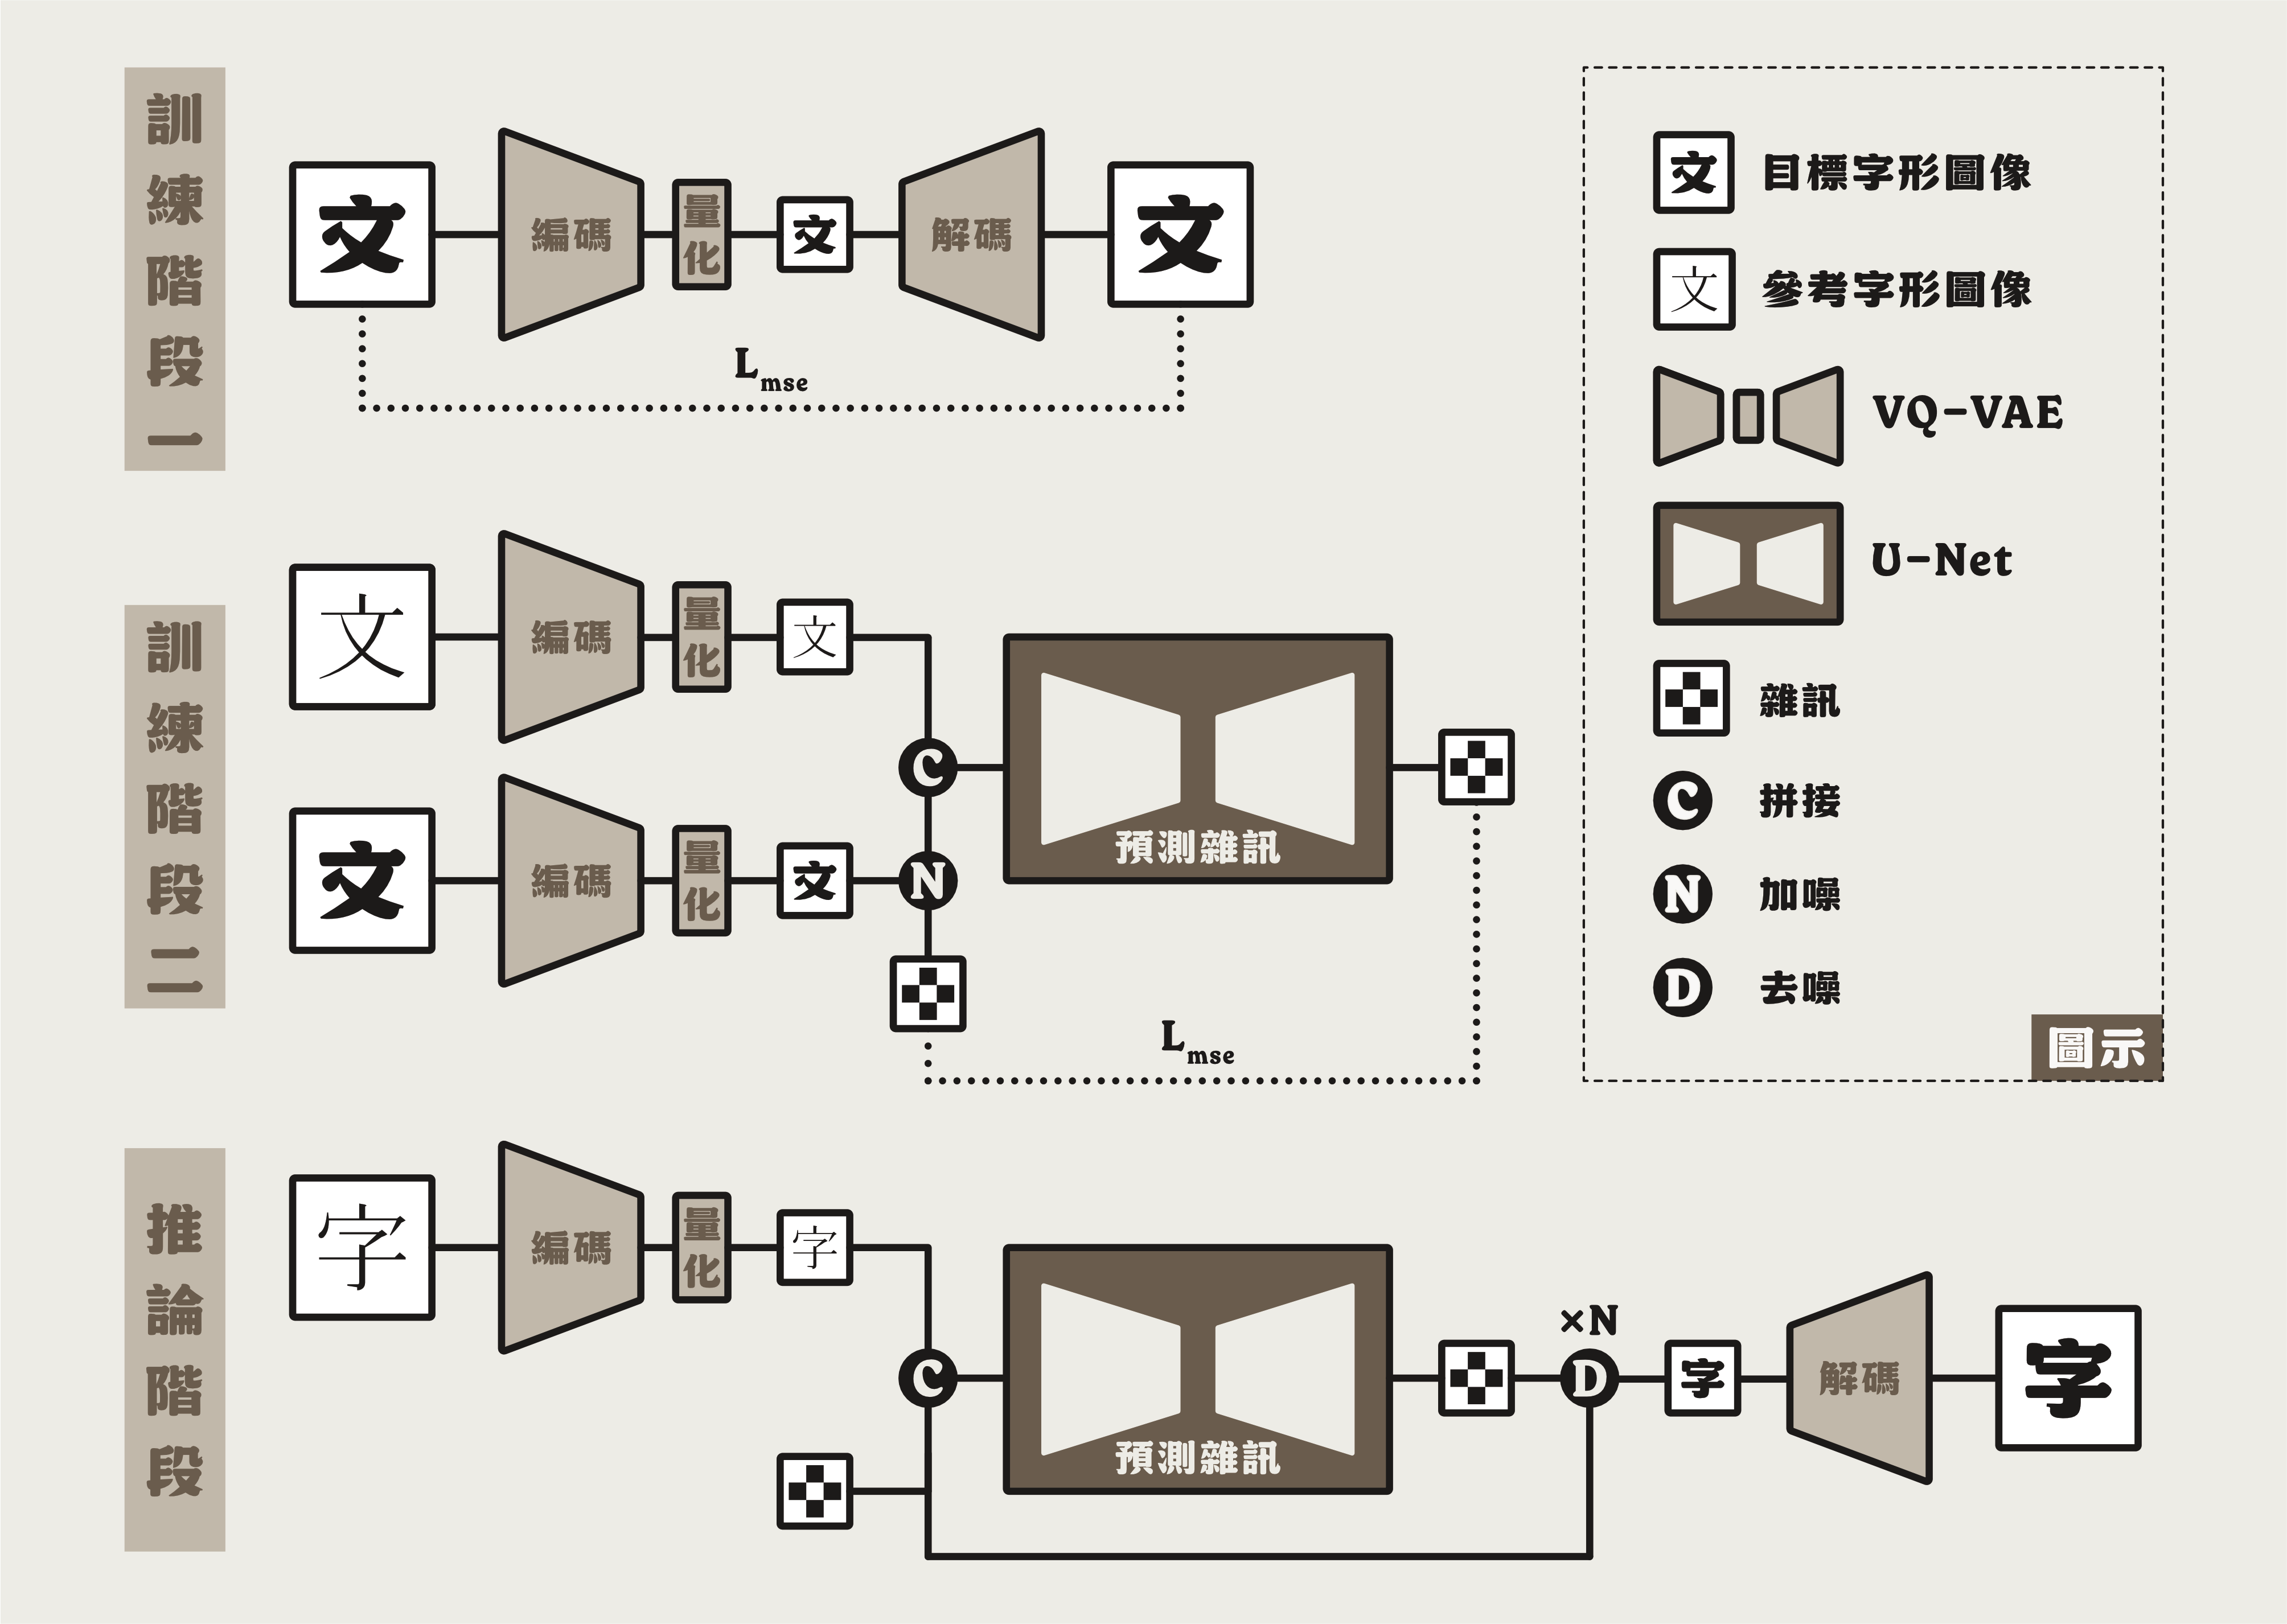 訓練階段一
文
編碼
量化
文
解碼
文
Lmse
訓練階段二
文
編碼
量化
文
文
編碼
量化
文
C
N
預測雜訊
Lmse
推論階段
字
編碼
量化
字
C
預測雜訊
×N
D
字
解碼
字
文 目標字形圖像
文 參考字形圖像
VQ-VAE
U-Net
雜訊
C 拼接
N 加噪
D 去噪
圖示